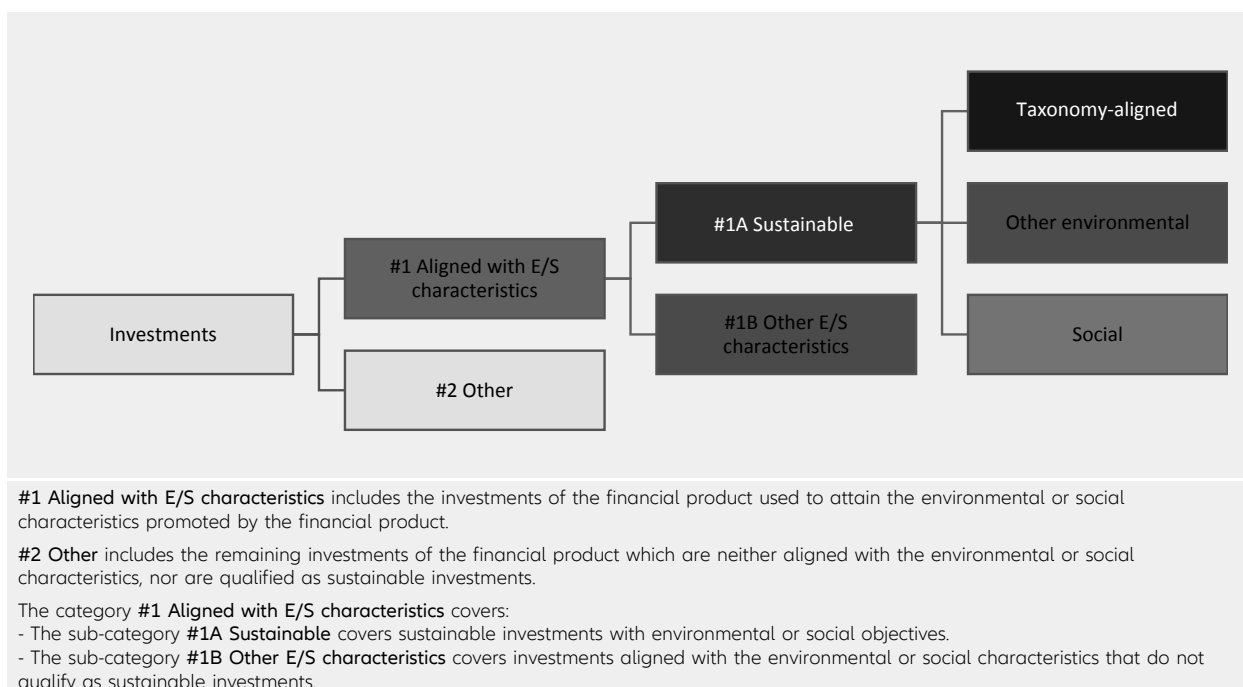 Taxonomy-aligned
#1A Sustainable
Other environmental
#1 Aligned with E/S
characteristics
Investments
#1B Other E/S
characteristics
Social
#2 Other
#1 Aligned with E/S characteristics includes the investments of the financial product used to attain the environmental or social
characteristics promoted by the financial product.
#2 Other includes the remaining investments of the financial product which are neither aligned with the environmental or social
characteristics, nor are qualified as sustainable investments.
The category #1 Aligned with E/S characteristics covers:
- The sub-category #1A Sustainable covers sustainable investments with environmental or social objectives.
- The sub-category #1B Other E/S characteristics covers investments aligned with the environmental or social characteristics that do not
qualify as sustainable investments.